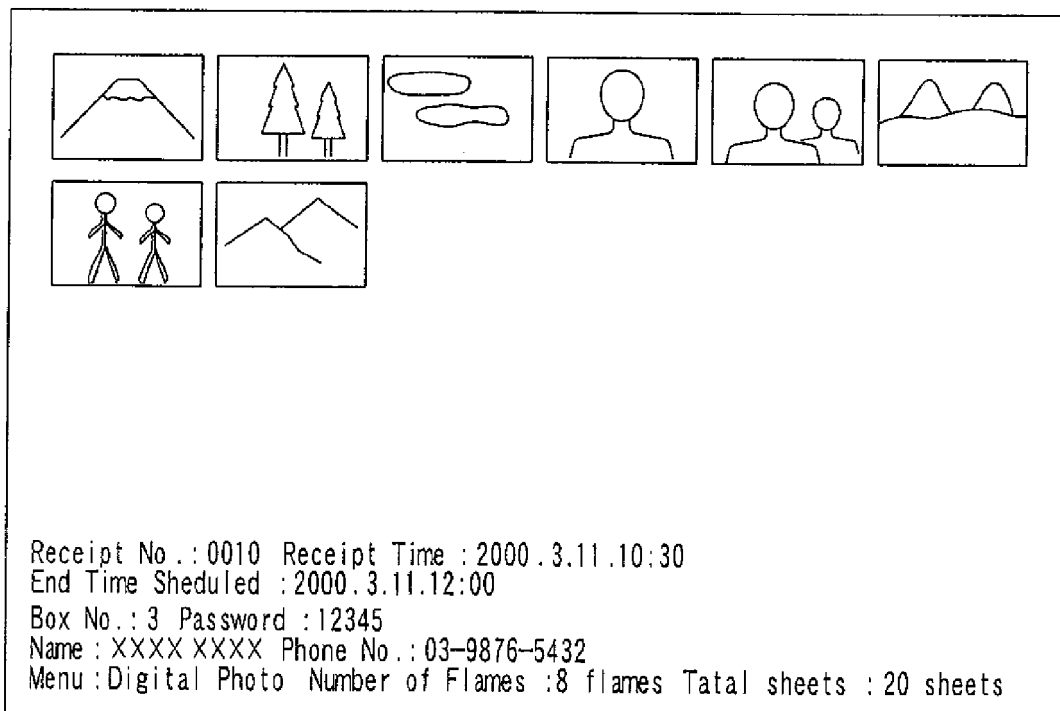 Receipt No.:0010 Receipt Time :2000.3.11.10:30
End Time Sheduled :2000.3.11.12:00
Box No.:3 Password :12345
Name : XXXX XXXX Phone No.:03-9876-5432
Menu :Digital Photo Number of Flames :8 flames Tatal sheets :20 sheets